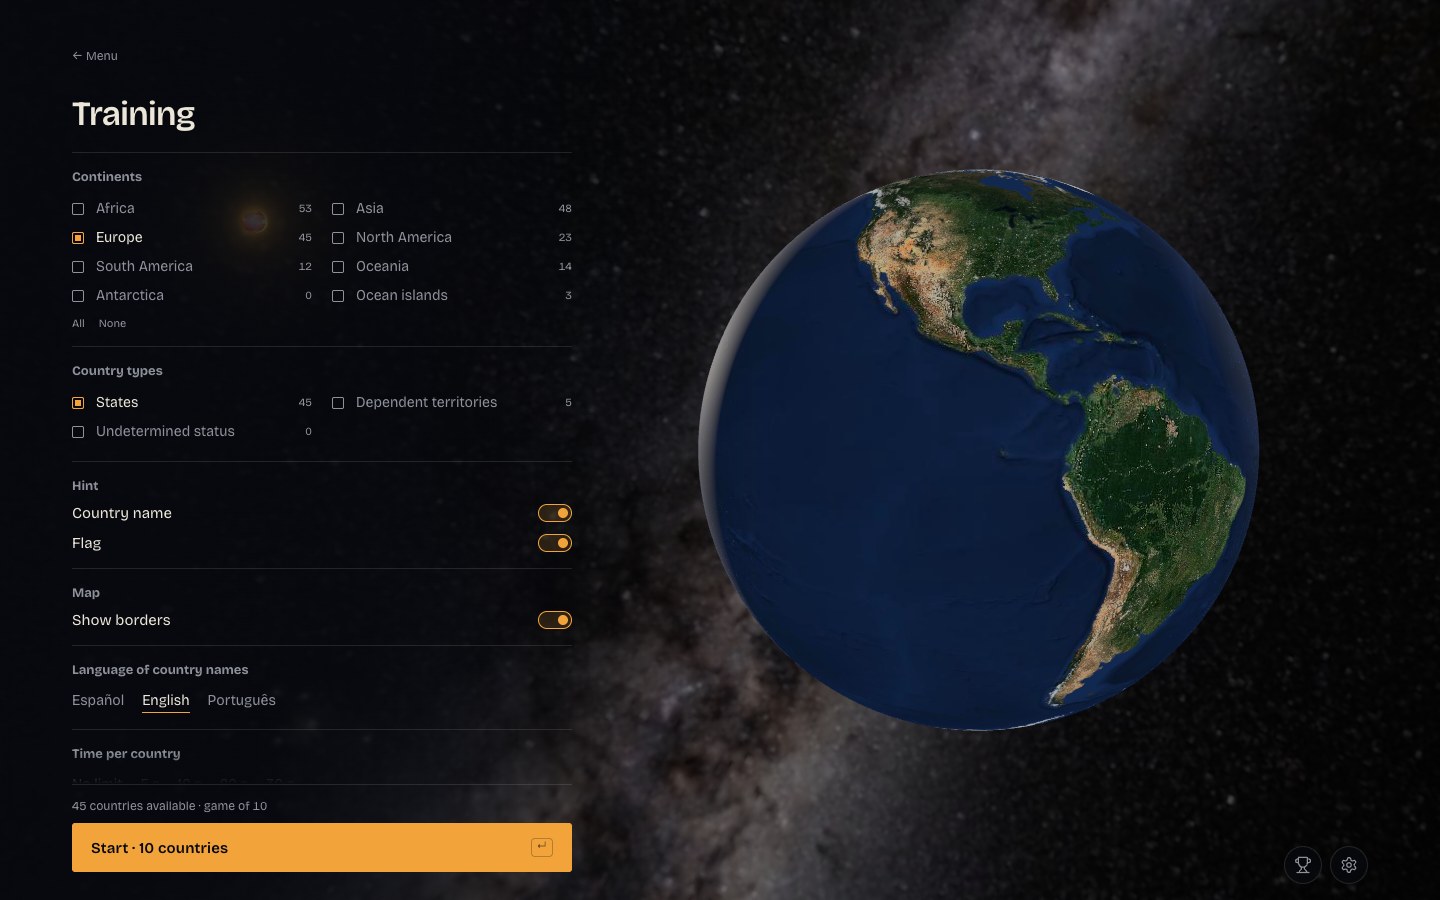 ← Menu
Training
Continents
Africa 53 Asia 48
Europe 45 North America 23
South America 12 Oceania 14
Antarctica 0 Ocean islands 3
All None
Country types
States 45 Dependent territories 5
Undetermined status 0
Hint
Country name
Flag
Map
Show borders
Language of country names
Español English Português
Time per country
No limit
45 countries available · game of 10
Start · 10 countries ↵